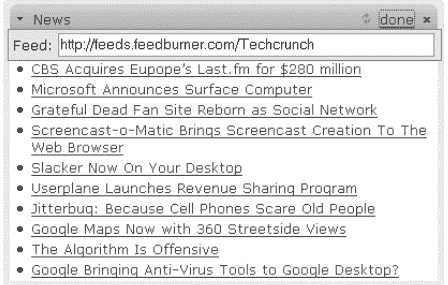 News done ×
Feed: http://feeds.feedburner.com/Techcrunch
• CBS Acquires Eupope's Last.fm for $280 million
• Microsoft Announces Surface Computer
• Grateful Dead Fan Site Reborn as Social Network
• Screencast-o-Matic Brings Screencast Creation To The
Web Browser
• Slacker Now On Your Desktop
• Userplane Launches Revenue Sharing Program
• Jitterbug: Because Cell Phones Scare Old People
• Google Maps Now with 360 Streetside Views
• The Algorithm Is Offensive
• Google Bringing Anti-Virus Tools to Google Desktop?